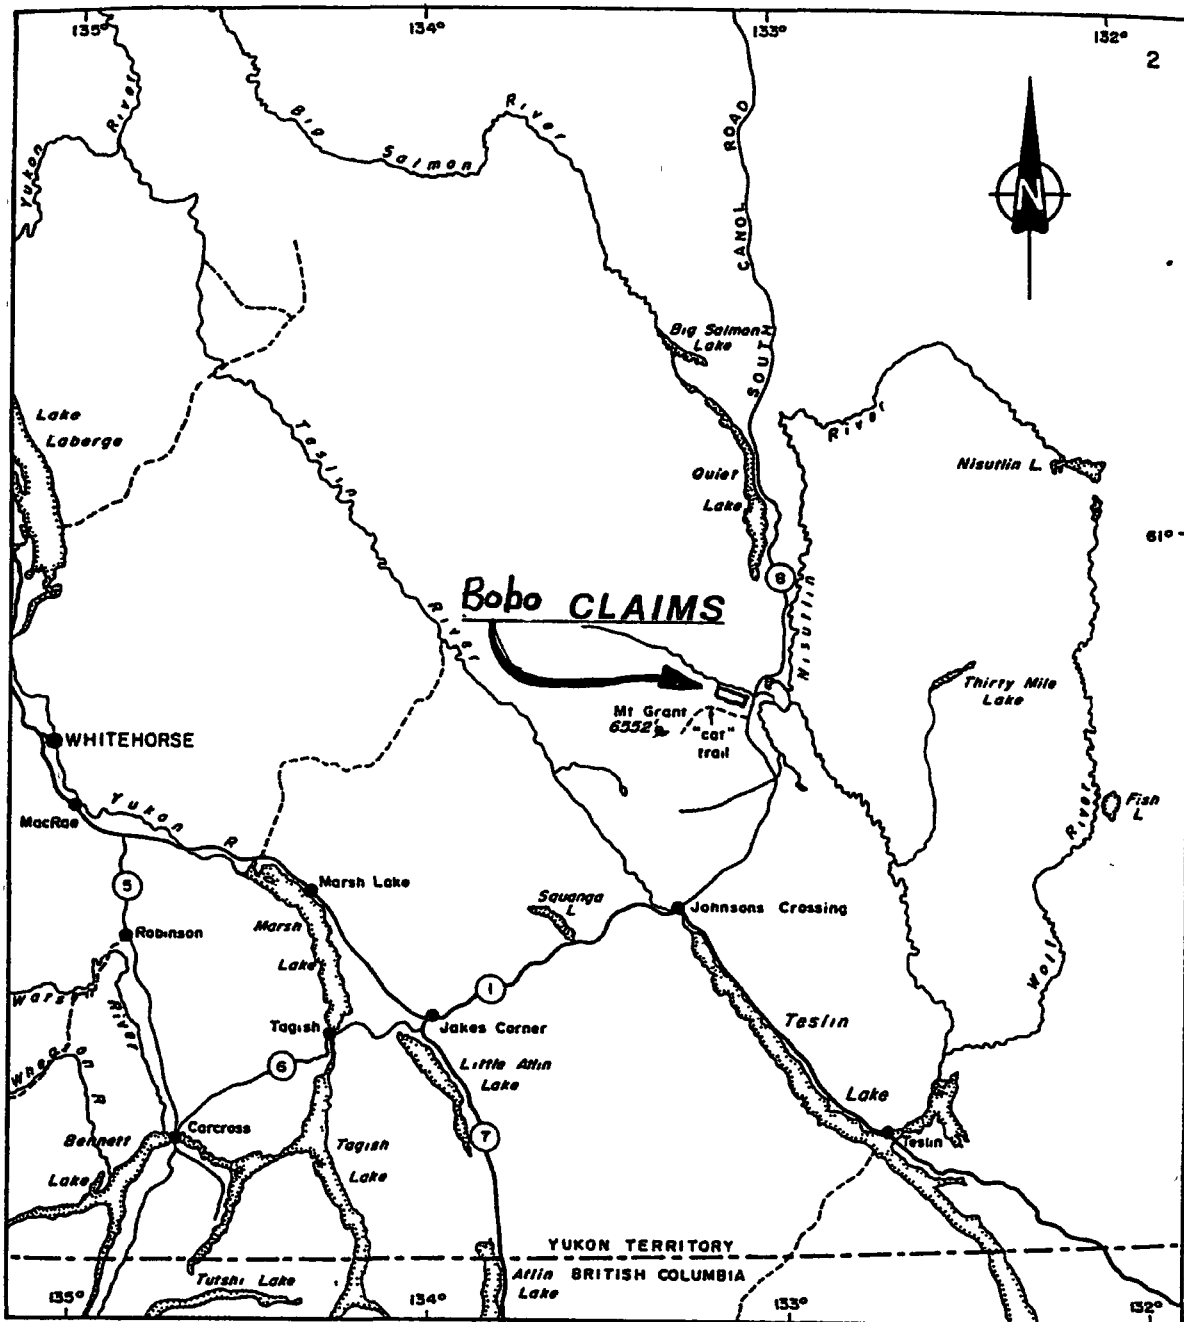 135° 134° 133° 132°
2
Yukon River
Big Salmon River
SOUTH CANOL ROAD
N
Big Salmon
Lake
Lake
Laberge
Teslin River
Quiet
Lake
Nisutlin River
Nisutlin L.
61°
8
Bobo CLAIMS
Thirty Mile
Lake
Mt Grant
6552'
"cat"
trail
WHITEHORSE
MacRae
Yukon R
River
Fish
L
Wolf
5
Marsh Lake
Squanga
L
Johnsons Crossing
Robinson
Marsh
Lake
1
River
Tagish
Jakes Corner
Teslin
Lake
Wheaton R
6
Little Atlin
Lake
7
Carcross
Teslin
Bennett
Lake
Tagish
Lake
YUKON TERRITORY
BRITISH COLUMBIA
Tutshi Lake
Atlin
Lake
135° 134° 133° 132°